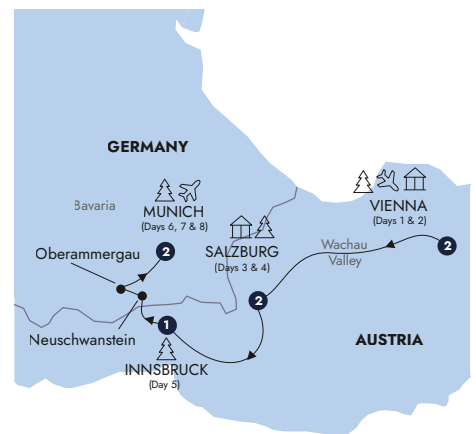 GERMANY
Bavaria
MUNICH
(Days 6, 7 & 8)
2
VIENNA
(Days 1 & 2)
2
SALZBURG
(Days 3 & 4)
2
Wachau
Valley
Oberammergau
Neuschwanstein
1
INNSBRUCK
(Day 5)
AUSTRIA